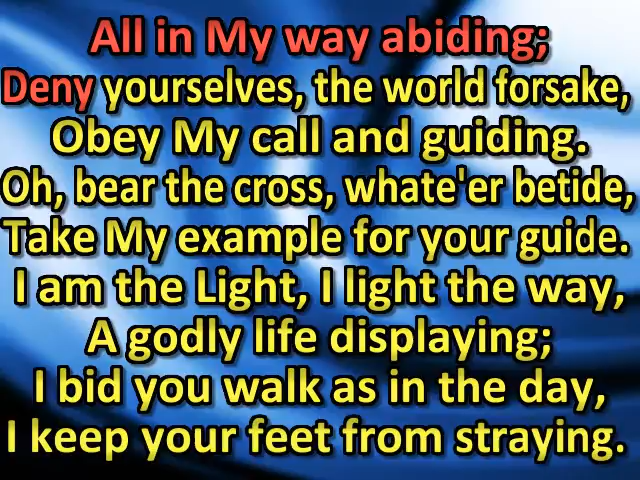 All in My way abiding;
Deny yourselves, the world forsake,
Obey My call and guiding.
Oh, bear the cross, whate'er betide,
Take My example for your guide.
I am the Light, I light the way,
A godly life displaying;
I bid you walk as in the day,
I keep your feet from straying.